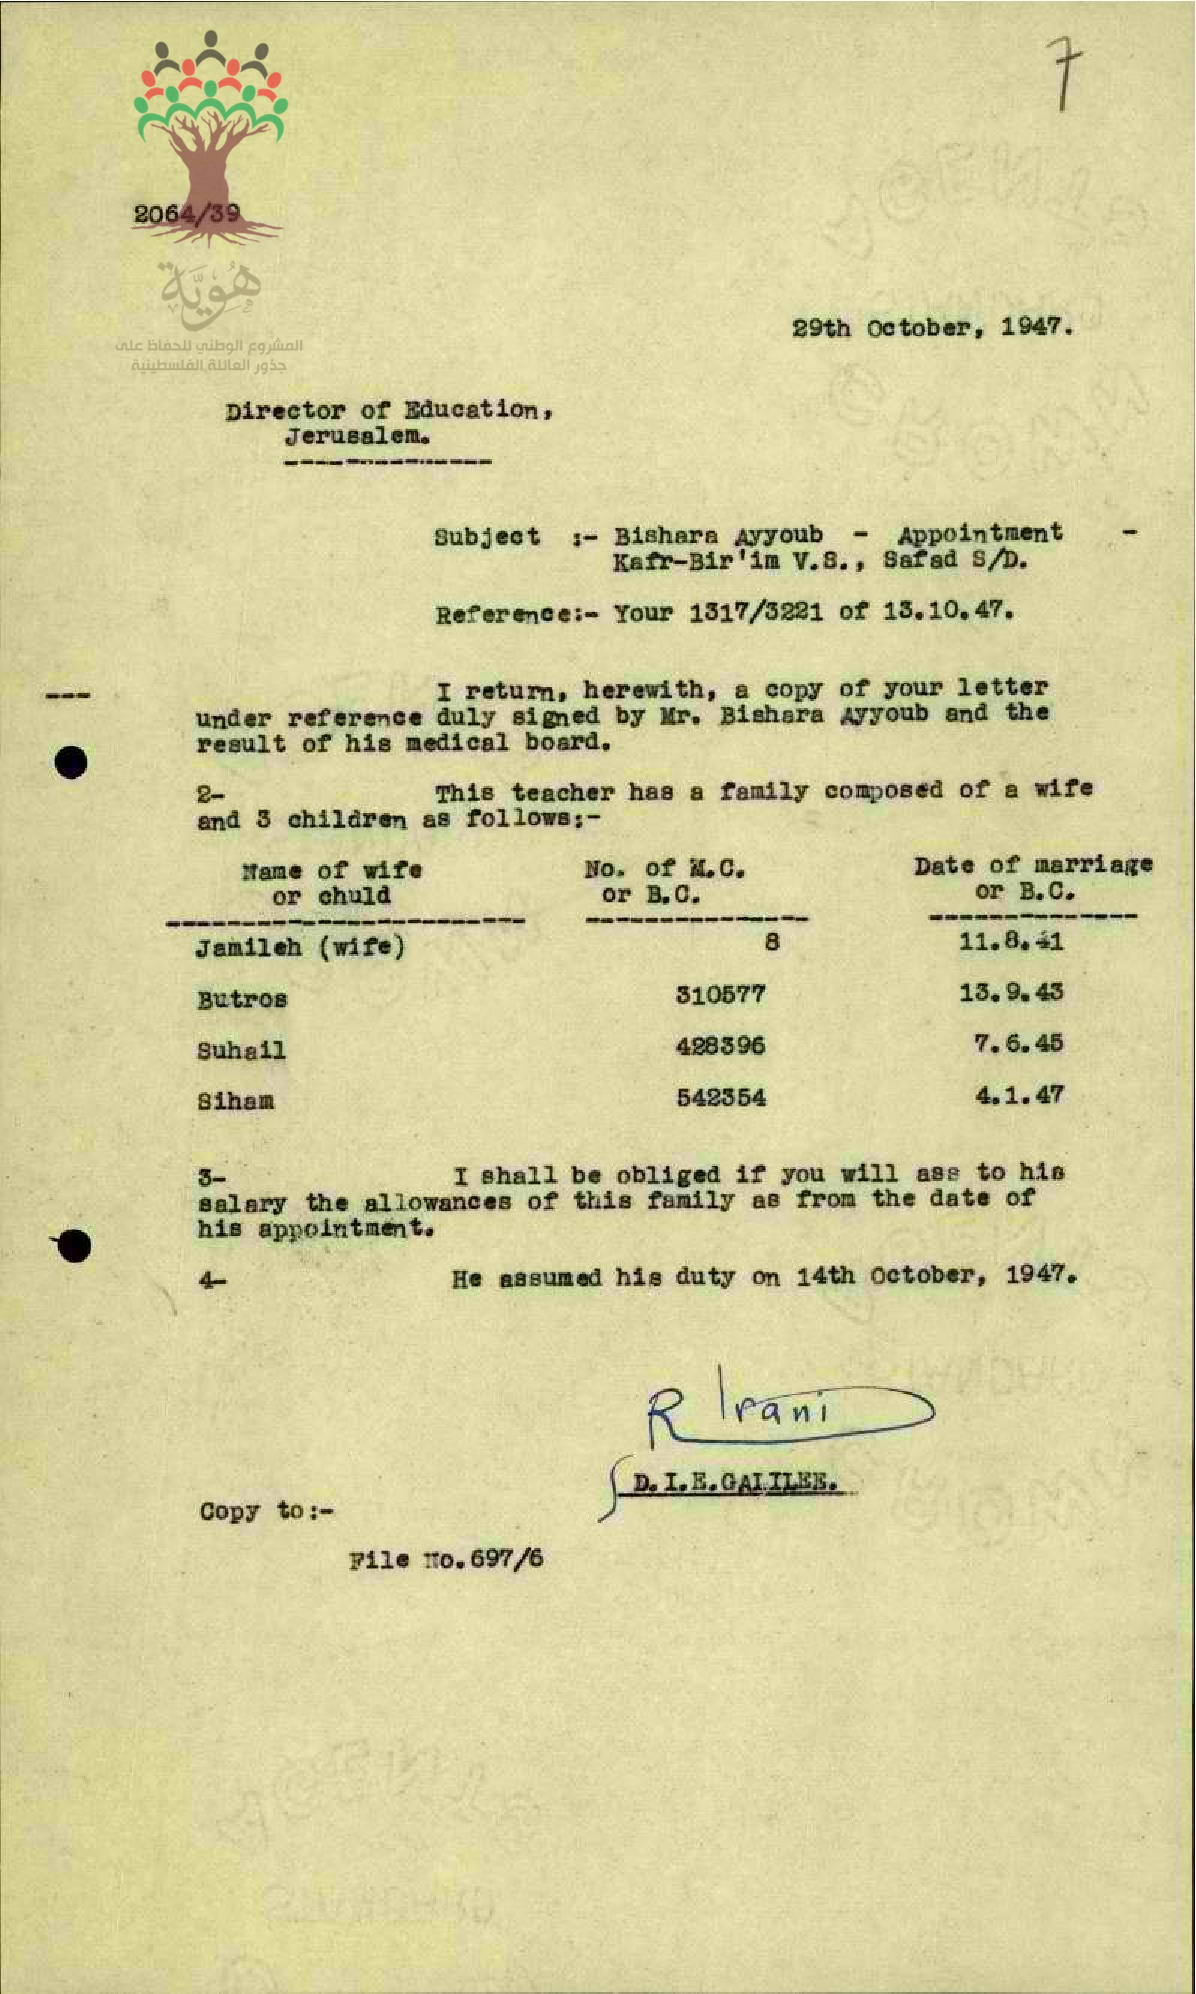 7
2064/39
هُويَّة
المشروع الوطني للحفاظ على
جذور العائلة الفلسطينية
29th October, 1947.
Director of Education,
Jerusalem.
---------------
Subject :- Bishara Ayyoub - Appointment -
Kafr-Bir'im V.S., Safad S/D.
Reference:- Your 1317/3221 of 13.10.47.
--- I return, herewith, a copy of your letter
under reference duly signed by Mr. Bishara Ayyoub and the
result of his medical board.
2- This teacher has a family composed of a wife
and 3 children as follows:-
Name of wife No. of M.C. Date of marriage
or chuld or B.C. or B.C.
------------------------ --------------- --------------
Jamileh (wife) 8 11.8.41
Butros 310577 13.9.43
Suhail 428396 7.6.45
Siham 542354 4.1.47
3- I shall be obliged if you will ass to his
salary the allowances of this family as from the date of
his appointment.
4- He assumed his duty on 14th October, 1947.
R Irani
D.I.E.GALILEE.
Copy to:-
File No.697/6